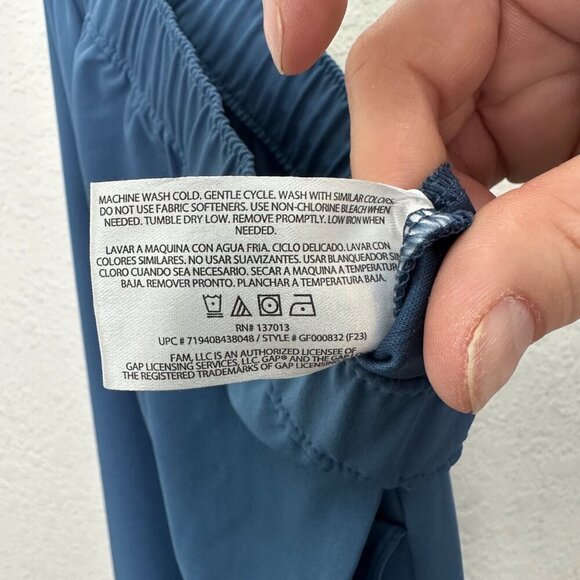 MACHINE WASH COLD. GENTLE CYCLE. WASH WITH SIMILAR COLORS.
DO NOT USE FABRIC SOFTENERS. USE NON-CHLORINE BLEACH WHEN
NEEDED. TUMBLE DRY LOW. REMOVE PROMPTLY. LOW IRON WHEN
NEEDED.
LAVAR A MAQUINA CON AGUA FRIA. CICLO DELICADO. LAVAR CON
COLORES SIMILARES. NO USAR SUAVIZANTES. USAR BLANQUEADOR SIN
CLORO CUANDO SEA NECESARIO. SECAR A MAQUINA A TEMPERATURA
BAJA. REMOVER PRONTO. PLANCHAR A TEMPERATURA
BAJA.
RN# 137013
UPC # 719408438048 / STYLE # GF000832 (F23)
FAM, LLC IS AN AUTHORIZED LICENSEE OF
GAP LICENSING SERVICES, LLC. GAP® AND THE GAP
THE REGISTERED TRADEMARKS OF GAP LICENSING